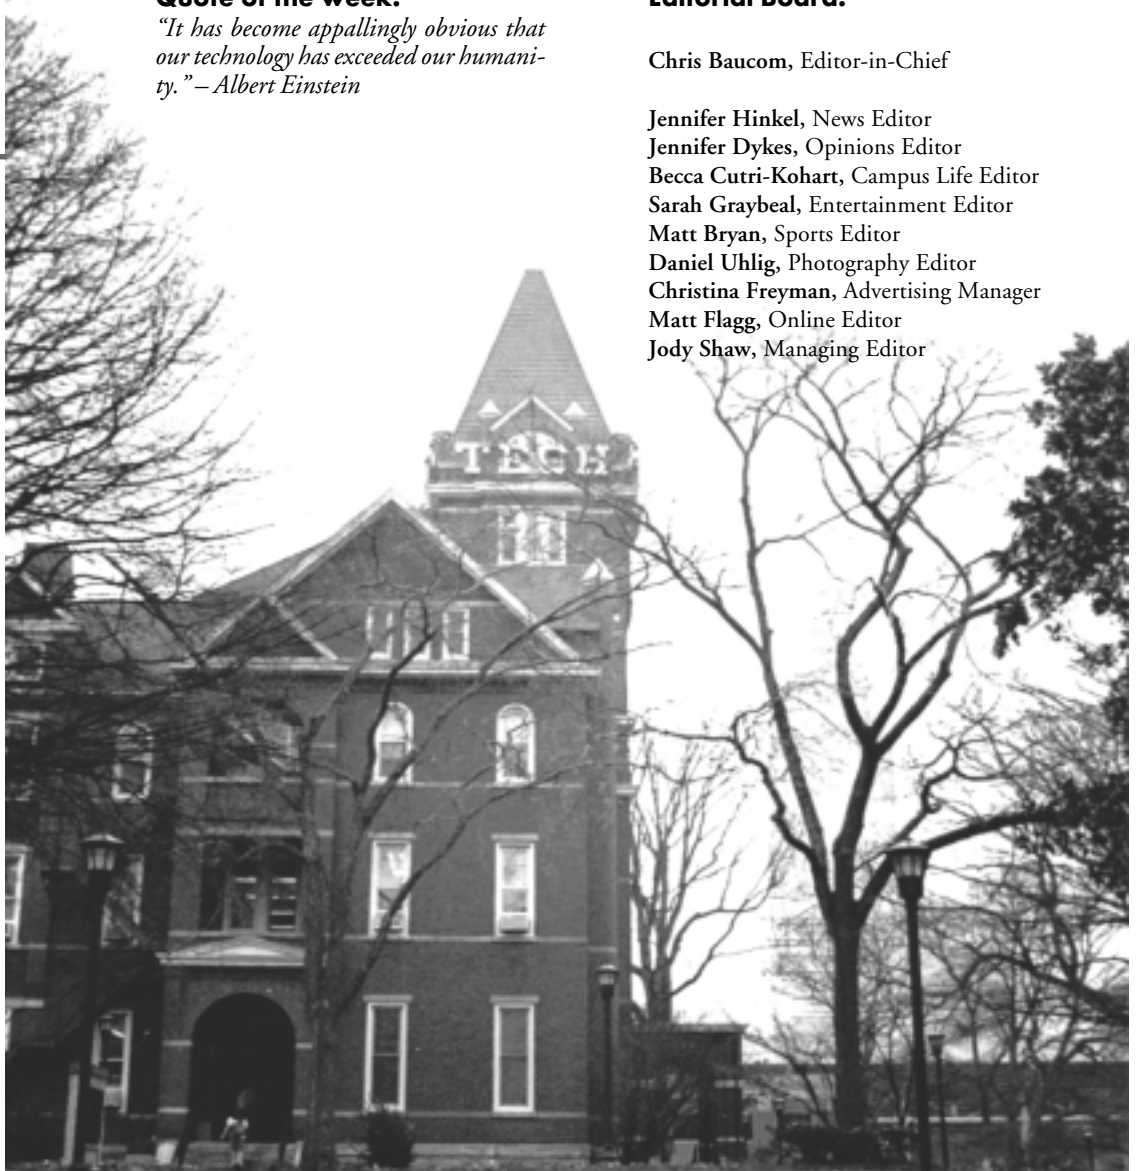 Quote of the week:
“It has become appallingly obvious that
our technology has exceeded our humani-
ty.” – Albert Einstein
Editorial Board:
Chris Baucom, Editor-in-Chief
Jennifer Hinkel, News Editor
Jennifer Dykes, Opinions Editor
Becca Cutri-Kohart, Campus Life Editor
Sarah Graybeal, Entertainment Editor
Matt Bryan, Sports Editor
Daniel Uhlig, Photography Editor
Christina Freyman, Advertising Manager
Matt Flagg, Online Editor
Jody Shaw, Managing Editor
TECH